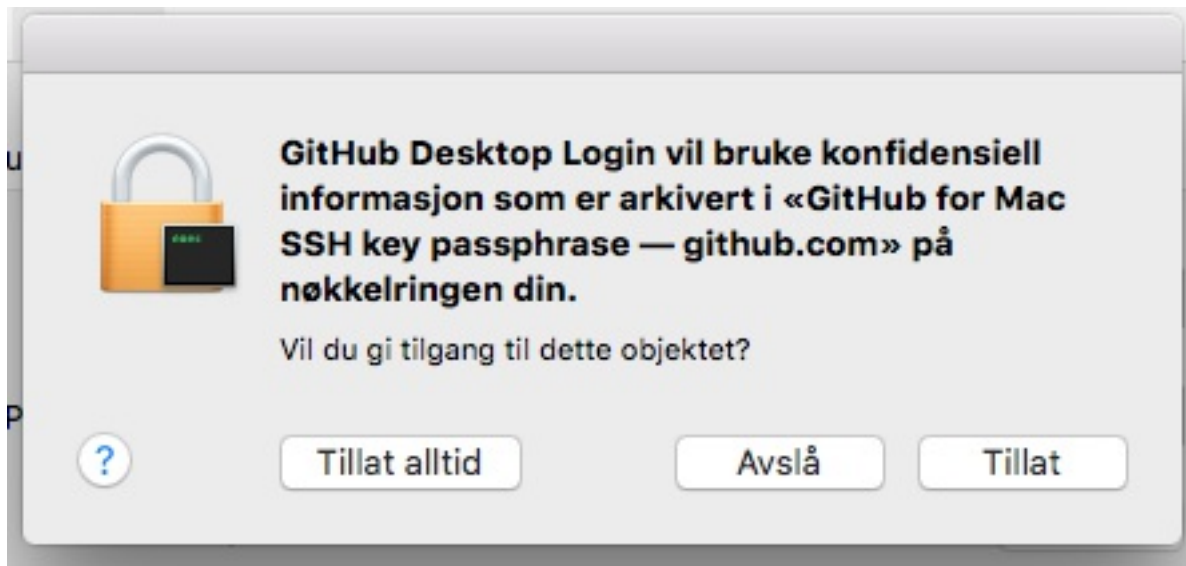 GitHub Desktop Login vil bruke konfidensiell
informasjon som er arkivert i «GitHub for Mac
SSH key passphrase — github.com» på
nøkkelringen din.
Vil du gi tilgang til dette objektet?
?
Tillat alltid
Avslå
Tillat